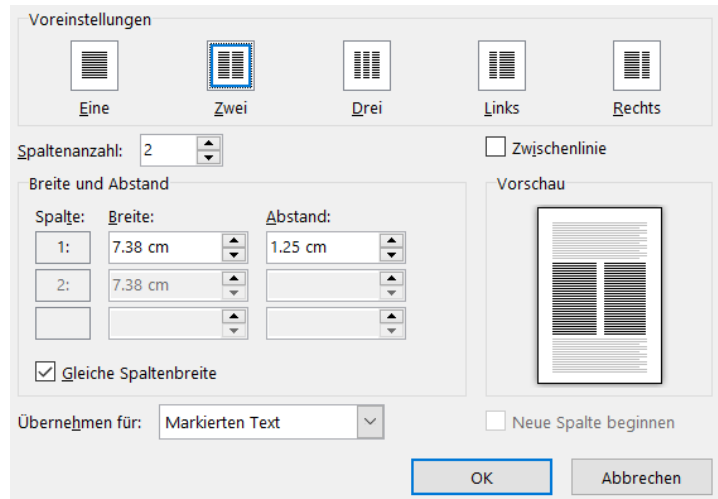 Voreinstellungen
Eine Zwei Drei Links Rechts
Spaltenanzahl: 2
Zwischenlinie
Breite und Abstand
Vorschau
Spalte: Breite: Abstand:
1: 7.38 cm 1.25 cm
2: 7.38 cm
Gleiche Spaltenbreite
Übernehmen für: Markierten Text
Neue Spalte beginnen
OK Abbrechen